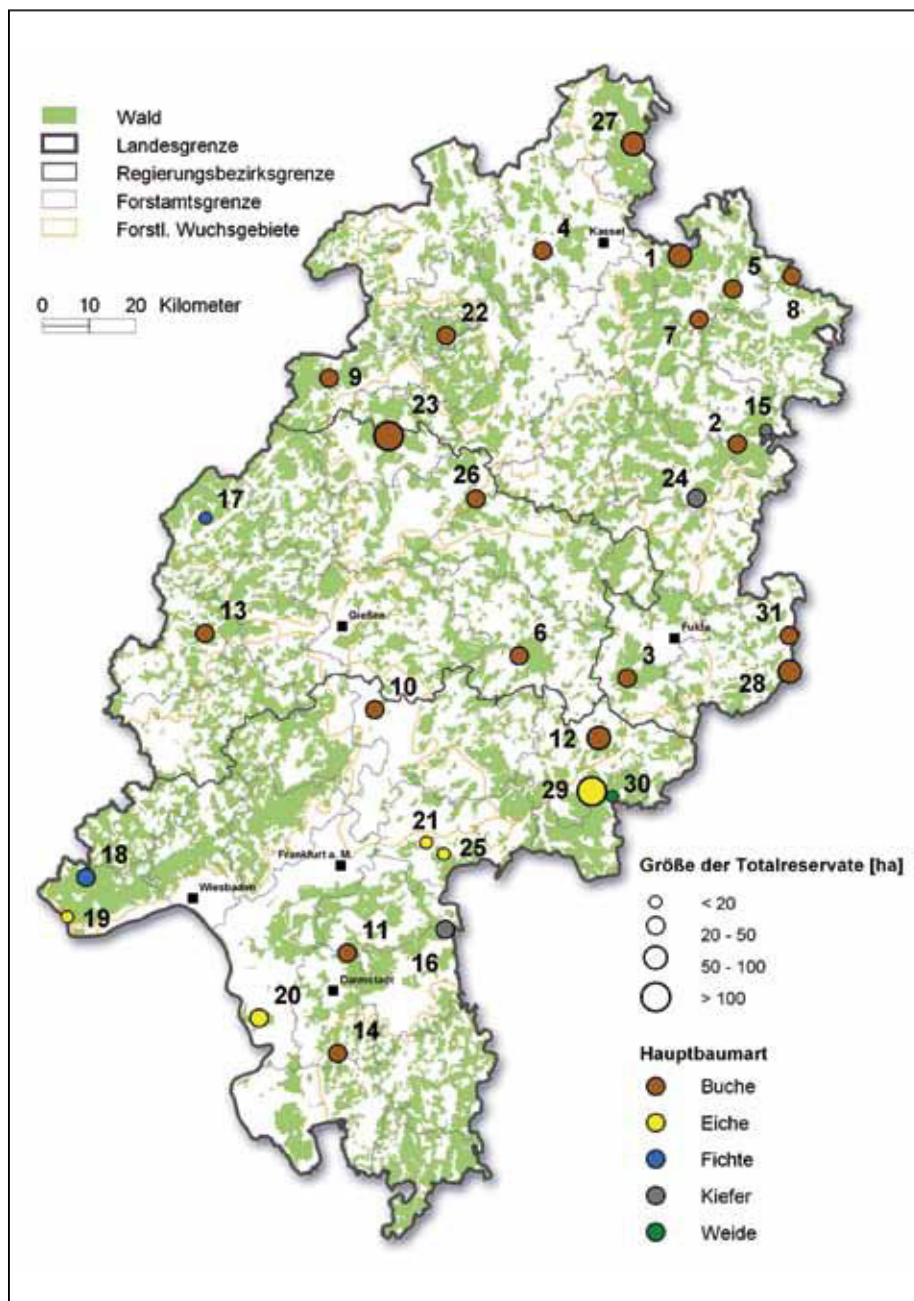 Wald
Landesgrenze
Regierungsbezirksgrenze
Forstamtsgrenze
Forstl. Wuchsgebiete
0 10 20 Kilometer
27
4
Kassel
1
5
8
7
22
9
23
15
2
26
24
17
13
Gießen
6
Fulda
31
3
28
10
12
29
30
21
25
Frankfurt a. M.
18
Wiesbaden
19
11
16
Darmstadt
20
14
Größe der Totalreservate [ha]
< 20
20 - 50
50 - 100
> 100
Hauptbaumart
Buche
Eiche
Fichte
Kiefer
Weide